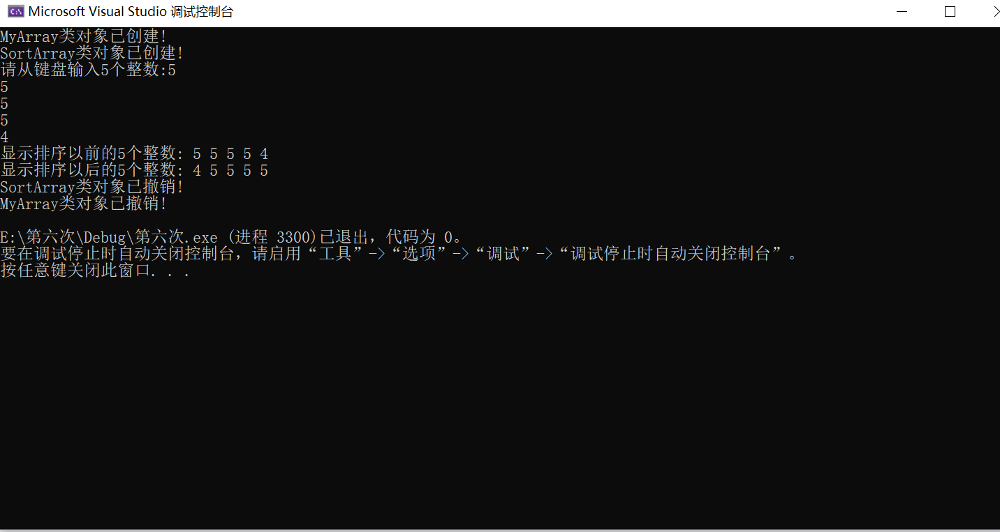 Microsoft Visual Studio 调试控制台
MyArray类对象已创建!
SortArray类对象已创建!
请从键盘输入5个整数:5
5
5
5
4
显示排序以前的5个整数: 5 5 5 5 4
显示排序以后的5个整数: 4 5 5 5 5
SortArray类对象已撤销!
MyArray类对象已撤销!
E:\第六次\Debug\第六次.exe (进程 3300)已退出，代码为 0。
要在调试停止时自动关闭控制台，请启用“工具”->“选项”->“调试”->“调试停止时自动关闭控制台”。
按任意键关闭此窗口. . .